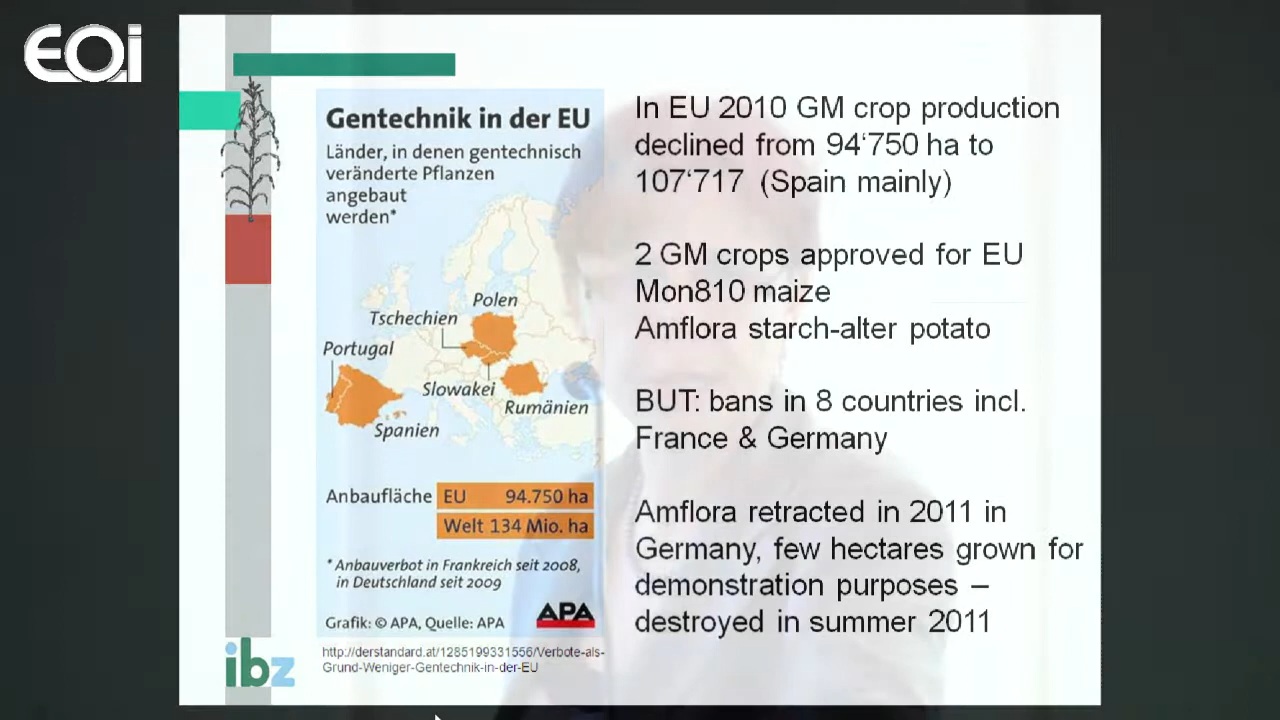 EOi
Gentechnik in der EU
Länder, in denen gentechnisch
veränderte Pflanzen
angebaut
werden*
Polen
Tschechien
Portugal
Slowakei
Rumänien
Spanien
Anbaufläche EU 94.750 ha
Welt 134 Mio. ha
* Anbauverbot in Frankreich seit 2008,
in Deutschland seit 2009
Grafik: © APA, Quelle: APA
APA
http://derstandard.at/1285199331556/Verbote-als-
Grund-Weniger-Gentechnik-in-der-EU
ibz
In EU 2010 GM crop production
declined from 94‘750 ha to
107‘717 (Spain mainly)
2 GM crops approved for EU
Mon810 maize
Amflora starch-alter potato
BUT: bans in 8 countries incl.
France & Germany
Amflora retracted in 2011 in
Germany, few hectares grown for
demonstration purposes –
destroyed in summer 2011